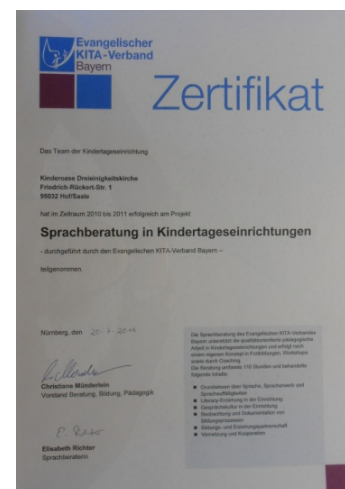 Evangelischer
KITA-Verband
Bayern
Zertifikat
Das Team der Kindertageseinrichtung
Kinderoase Dreieinigkeitskirche
Friedrich-Rückert-Str. 1
95032 Hof/Saale
hat im Zeitraum 2010 bis 2011 erfolgreich am Projekt
Sprachberatung in Kindertageseinrichtungen
- durchgeführt durch den Evangelischen KITA-Verband Bayern –
teilgenommen.
Nürnberg, den
Christiane Münderlein
Vorstand Beratung, Bildung, Pädagogik
Elisabeth Richter
Sprachberaterin
Die Sprachberatung des Evangelischen KITA-Verbandes
Bayern unterstützt die qualitätsorientierte pädagogische
Arbeit in Kindertageseinrichtungen und erfolgt nach
einem eigenen Konzept in Fortbildungen, Workshops
sowie durch Coaching.
Die Beratung umfasste 110 Stunden und behandelte
folgende Inhalte:
Grundwissen über Sprache, Spracherwerb und
Sprachauffälligkeiten
Literacy-Erziehung in der Einrichtung
Gesprächskultur in der Einrichtung
Beobachtung und Dokumentation von
Bildungsprozessen
Bildungs- und Erziehungspartnerschaft
Vernetzung und Kooperation